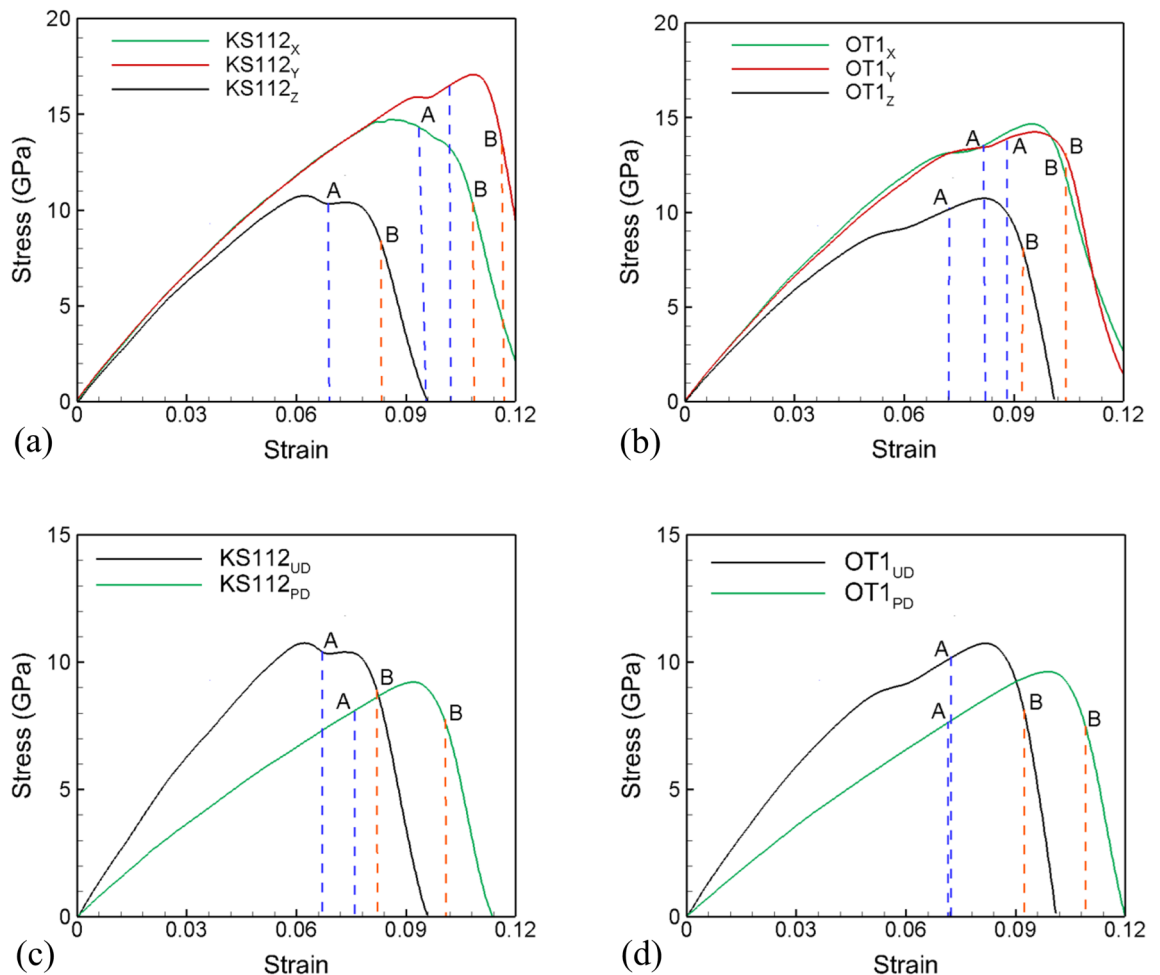 20
15
10
5
0
Stress (GPa)
KS112X
KS112Y
KS112Z
A
B
A
B
B
0 0.03 0.06 0.09 0.12
Strain
(a)
20
15
10
5
0
Stress (GPa)
OT1X
OT1Y
OT1Z
A
A
A
B
B
B
0 0.03 0.06 0.09 0.12
Strain
(b)
15
10
5
0
Stress (GPa)
KS112UD
KS112PD
A
A
B
B
0 0.03 0.06 0.09 0.12
Strain
(c)
15
10
5
0
Stress (GPa)
OT1UD
OT1PD
A
A
B
B
0 0.03 0.06 0.09 0.12
Strain
(d)